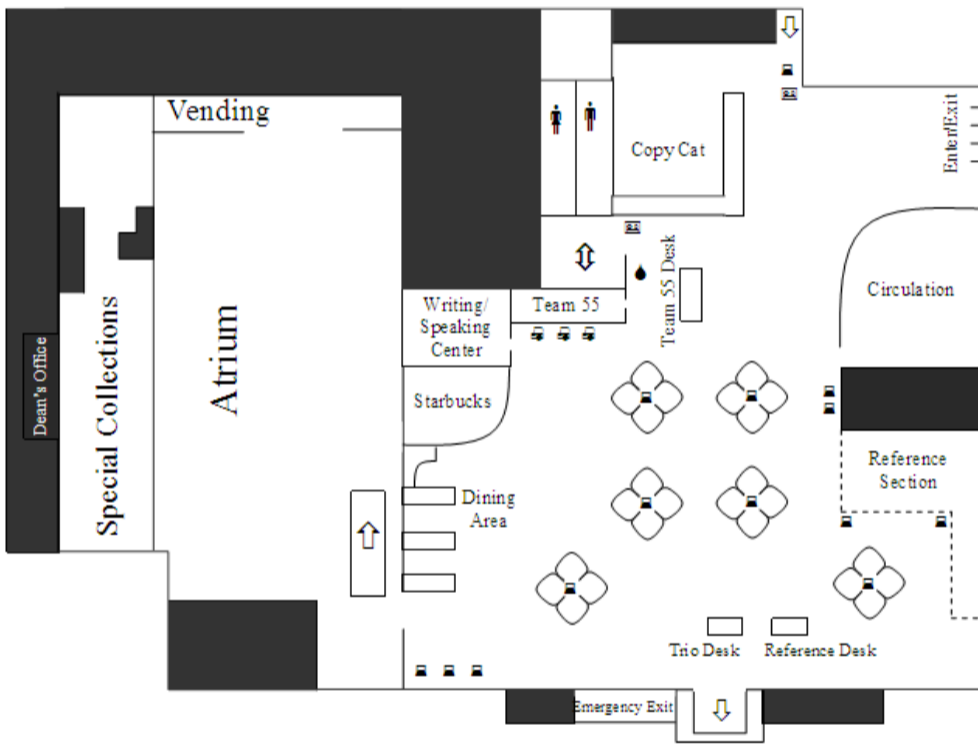 Vending
Copy Cat
Enter/Exit
Circulation
Team 55 Desk
Team 55
Writing/
Speaking
Center
Starbucks
Dining
Area
Atrium
Special Collections
Dean's Office
Reference
Section
Trio Desk
Reference Desk
Emergency Exit